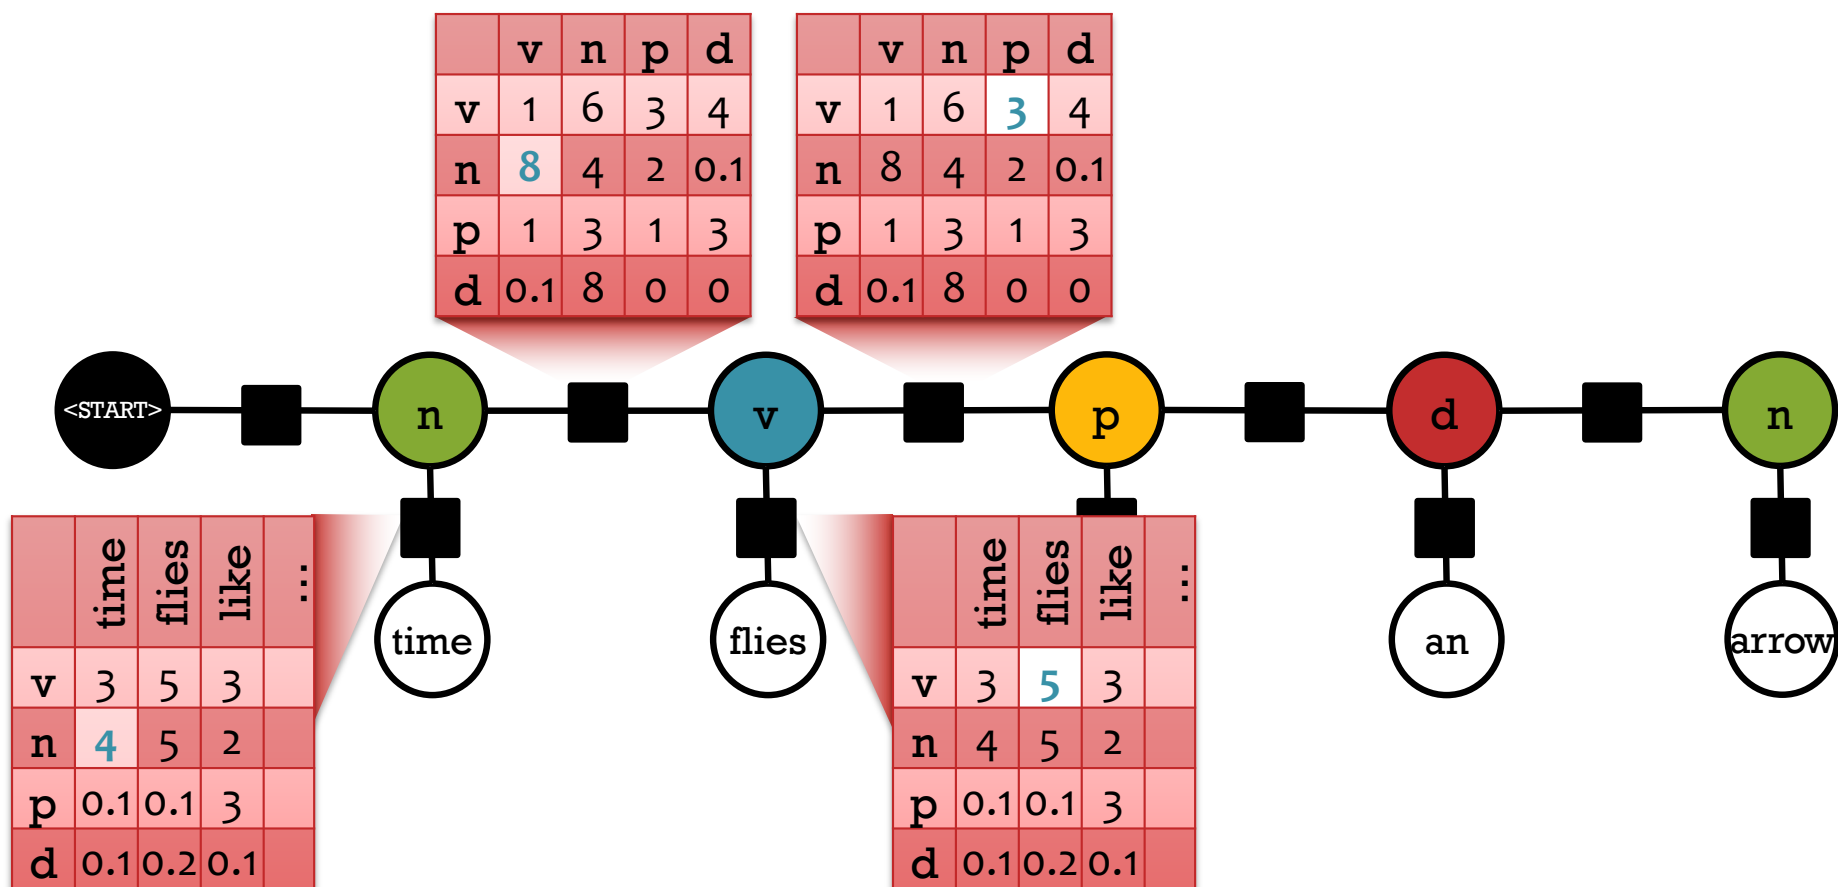 v n p d
v 1 6 3 4
n 8 4 2 0.1
p 1 3 1 3
d 0.1 8 0 0
v n p d
v 1 6 3 4
n 8 4 2 0.1
p 1 3 1 3
d 0.1 8 0 0
<START> n v p d n
time flies an arrow
time flies like ...
v 3 5 3
n 4 5 2
p 0.1 0.1 3
d 0.1 0.2 0.1
time flies like ...
v 3 5 3
n 4 5 2
p 0.1 0.1 3
d 0.1 0.2 0.1